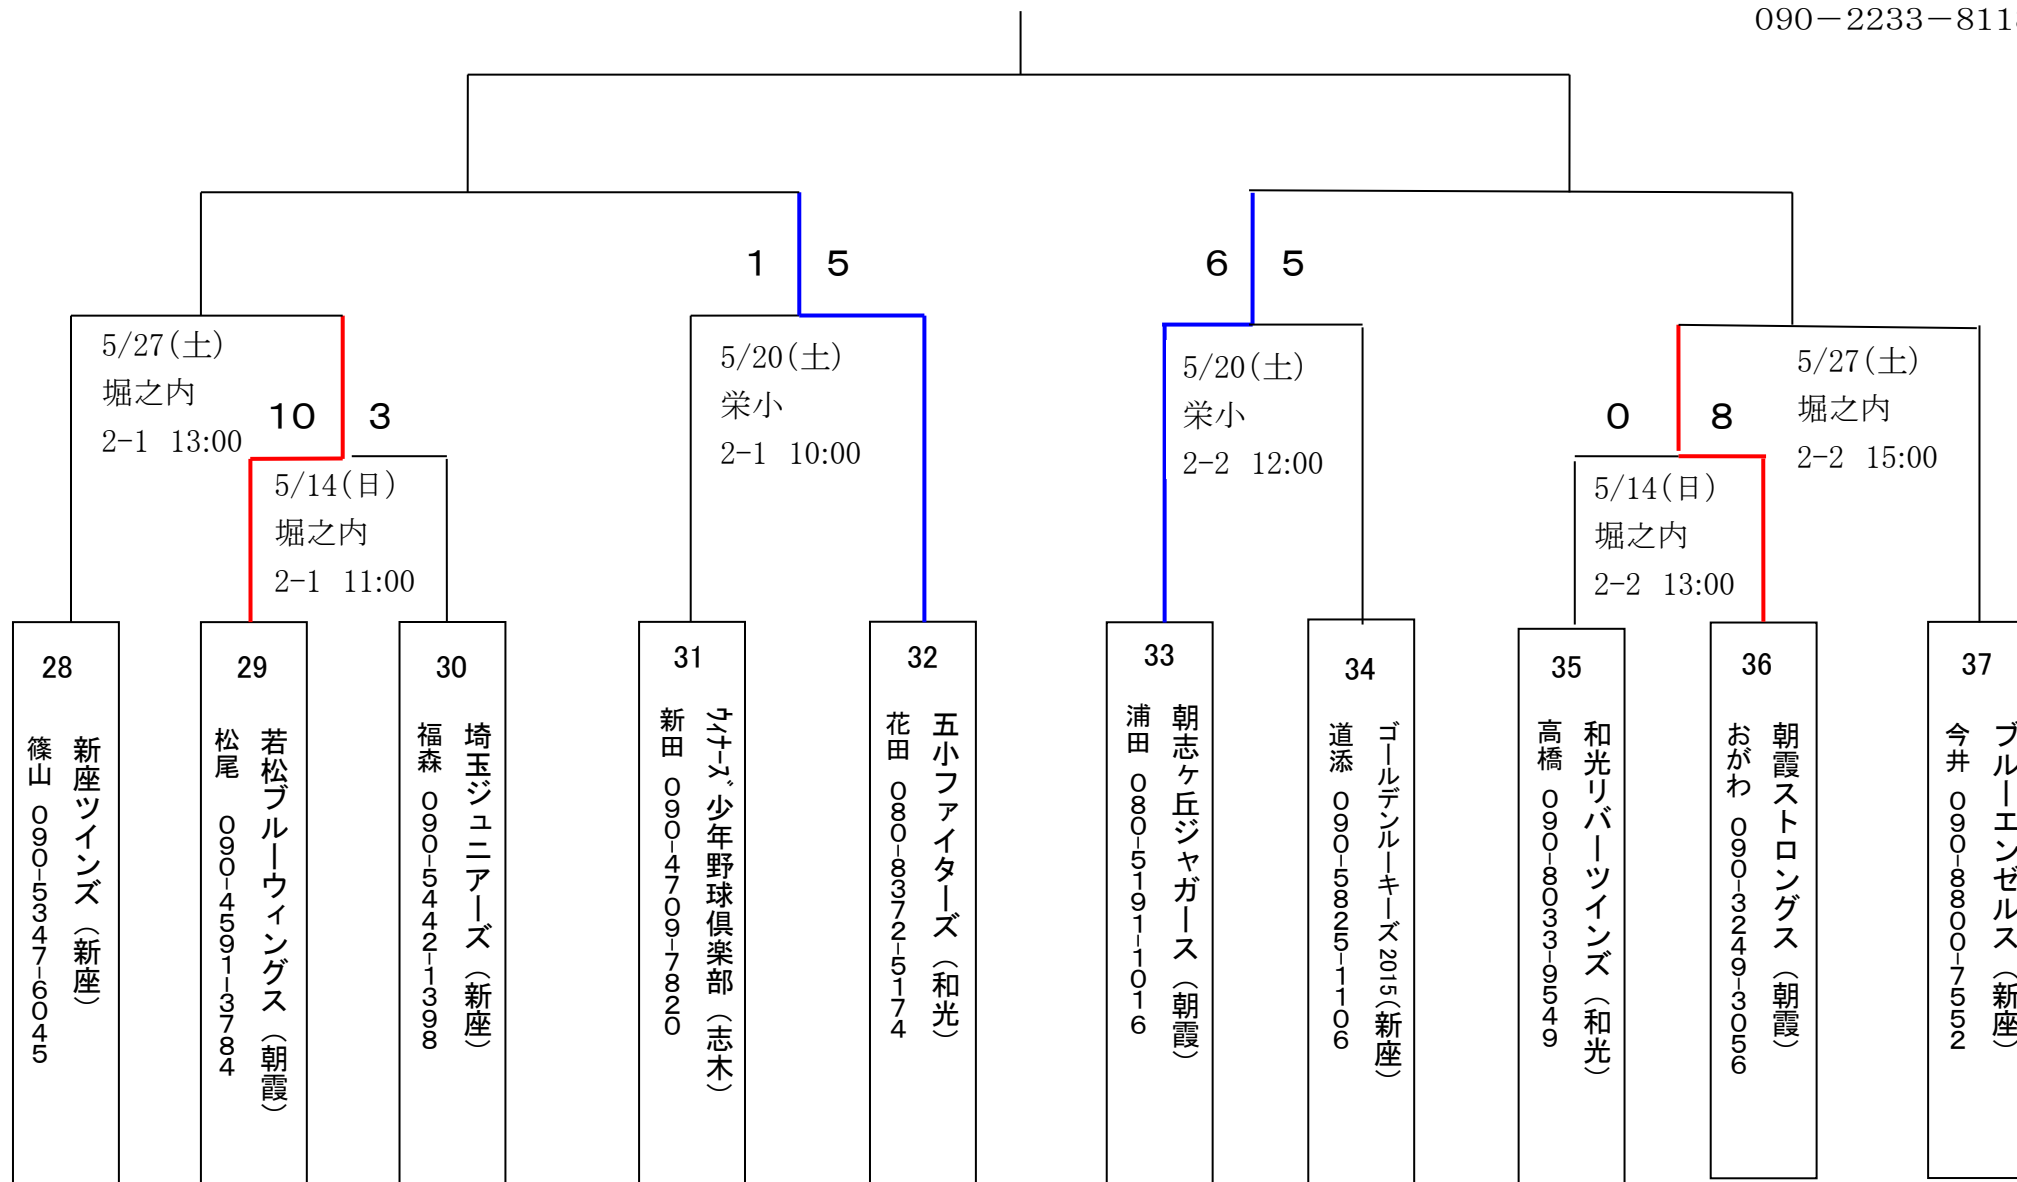 090－2233－811
1 5
6 5
5/27(土)
堀之内
2-1 13:00
10 3
5/14(日)
堀之内
2-1 11:00
5/20(土)
栄小
2-1 10:00
5/20(土)
栄小
2-2 12:00
0 8
5/14(日)
堀之内
2-2 13:00
5/27(土)
堀之内
2-2 15:00
28
新座ツインズ（新座）
篠山 090-5347-6045
29
若松ブルーウィングス（朝霞）
松尾 090-4591-3784
30
埼玉ジュニアーズ（新座）
福森 090-5442-1398
31
ｳｨﾅｰｽﾞ少年野球倶楽部（志木）
新田 090-4709-7820
32
五小ファイターズ（和光）
花田 080-8372-5174
33
朝志ケ丘ジャガース（朝霞）
浦田 080-5191-1016
34
ゴールデンルーキーズ2015（新座）
道添 090-5825-1106
35
和光リバーツインズ（和光）
高橋 090-8033-9549
36
朝霞ストロングス（朝霞）
おがわ 090-3249-3056
37
ブルーエンゼルス（新座）
今井 090-8800-7552